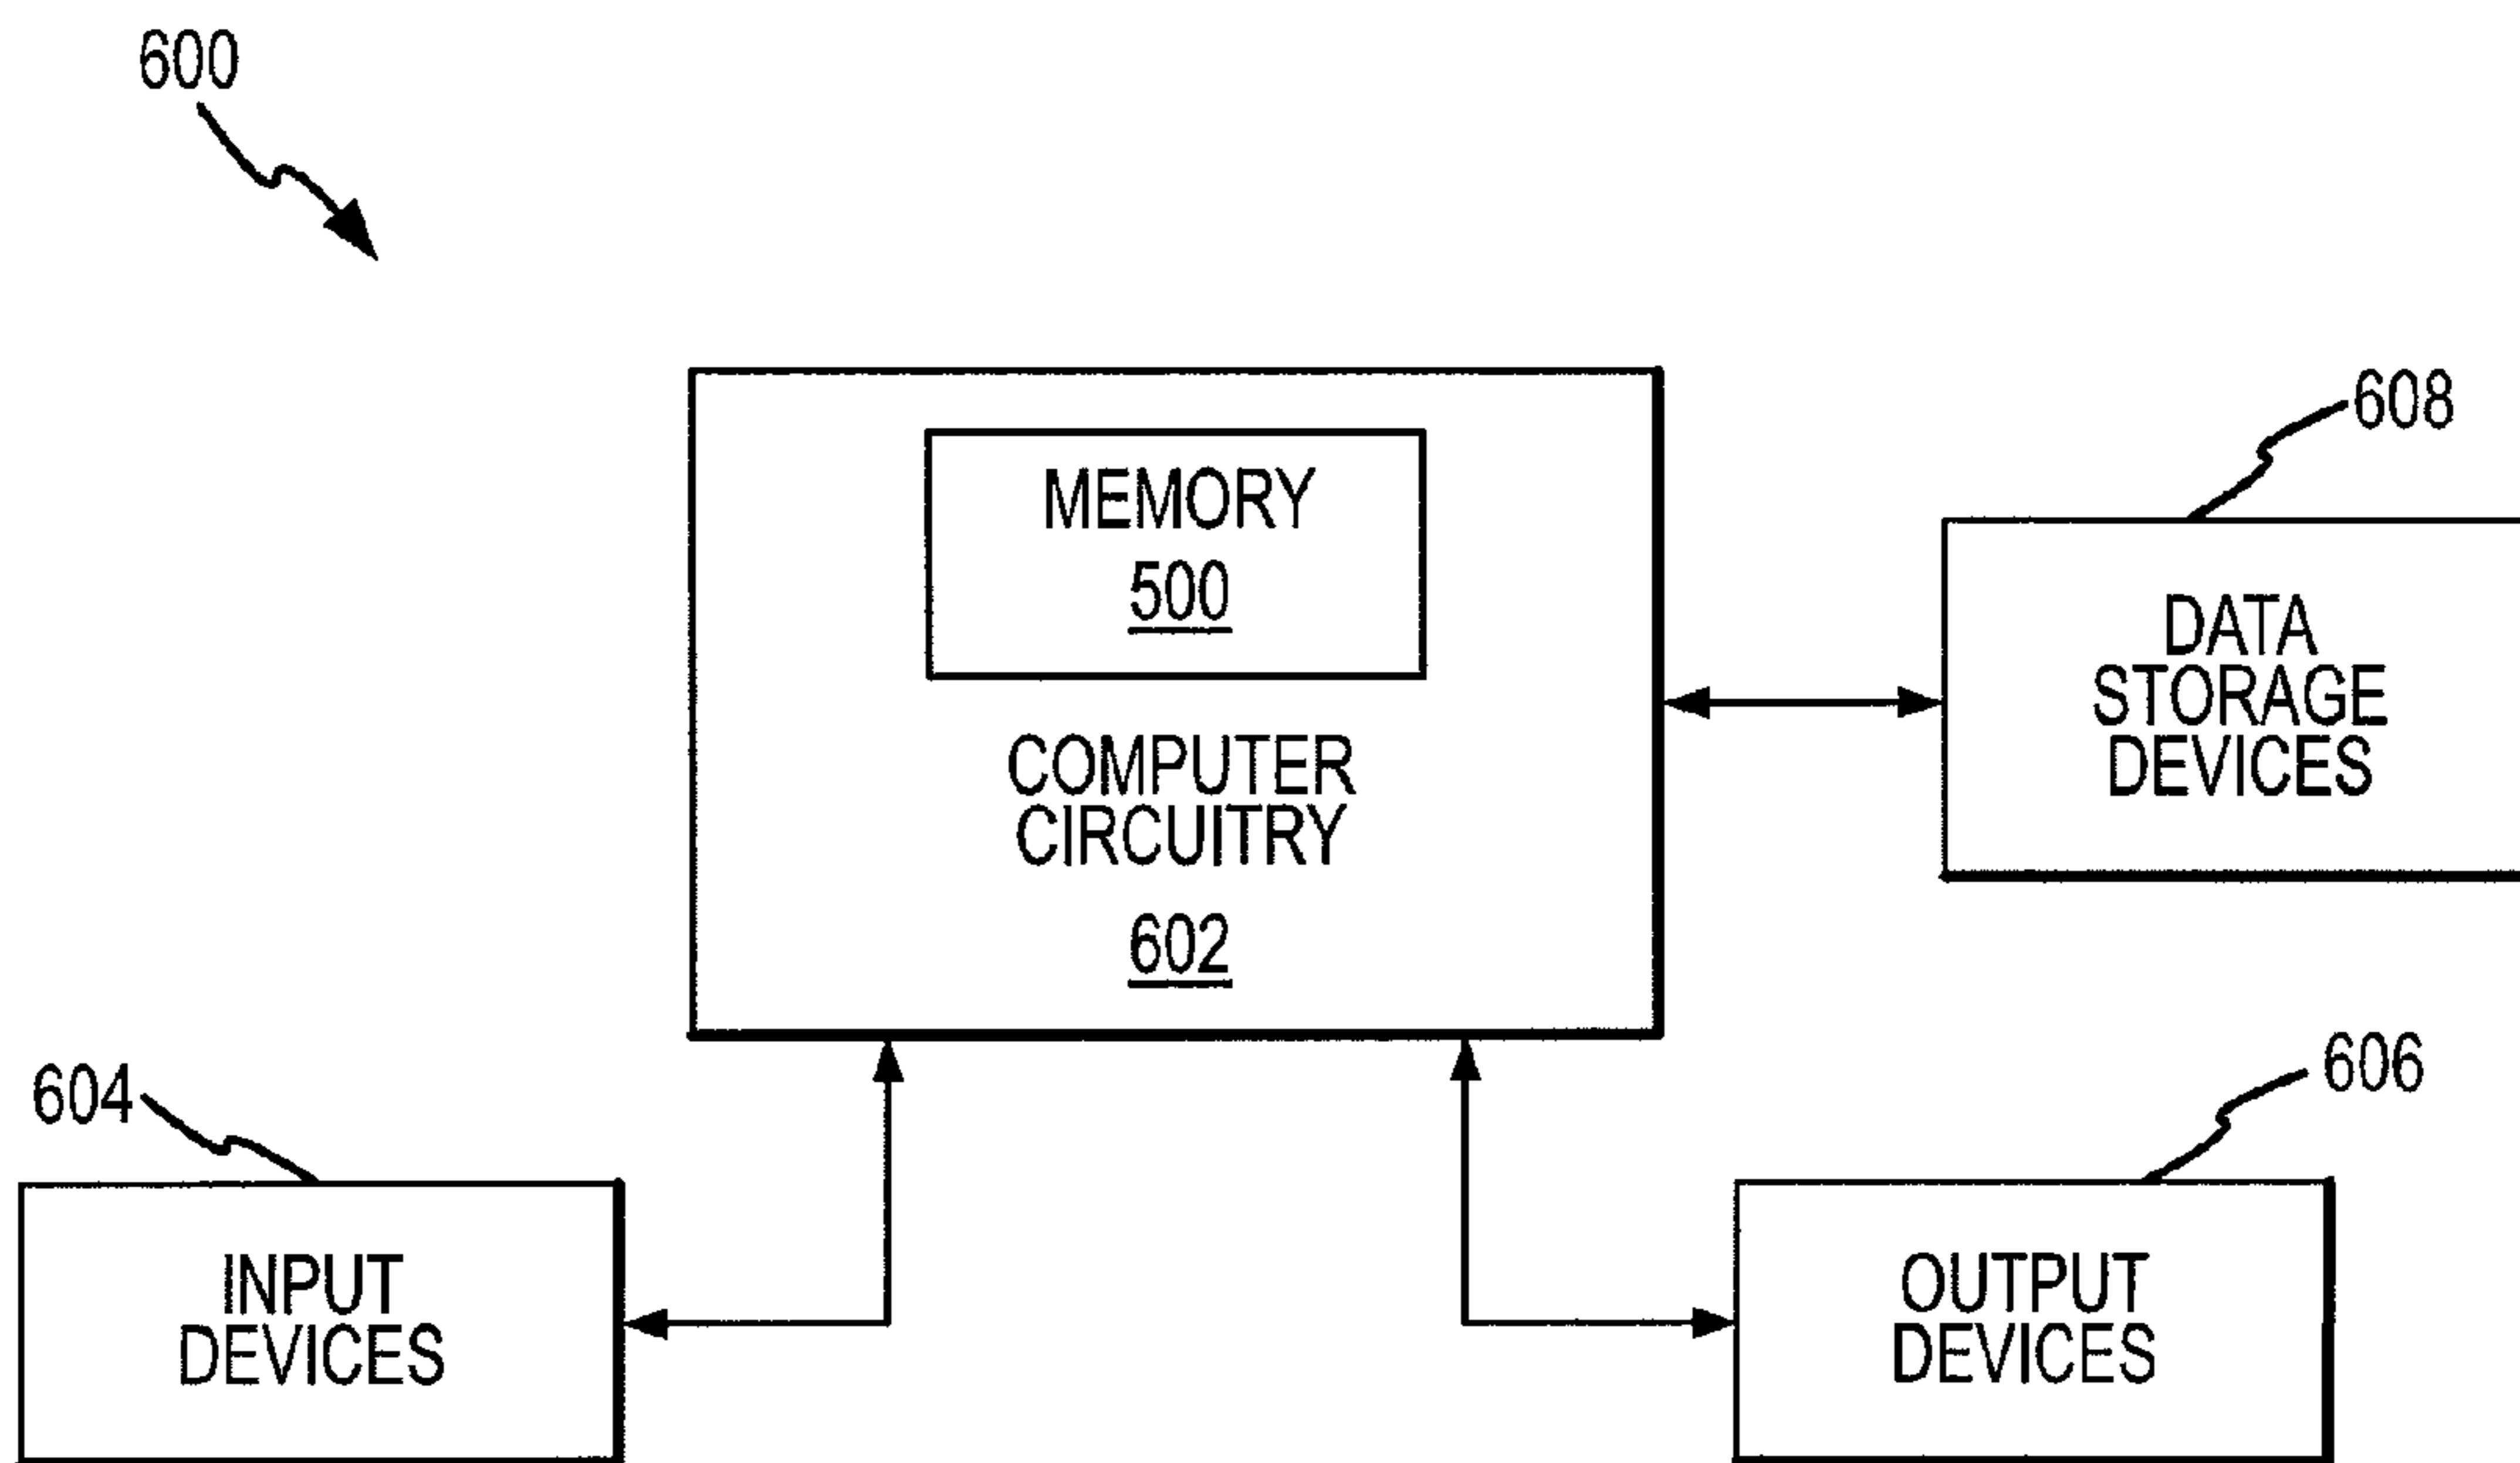 600
608
MEMORY
500
COMPUTER
CIRCUITRY
602
DATA
STORAGE
DEVICES
604
INPUT
DEVICES
606
OUTPUT
DEVICES